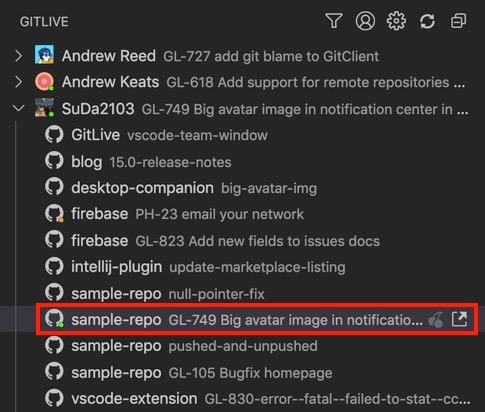 GITLIVE
Andrew Reed GL-727 add git blame to GitClient
Andrew Keats GL-618 Add support for remote repositories ...
SuDa2103 GL-749 Big avatar image in notification center in ...
GitLive vscode-team-window
blog 15.0-release-notes
desktop-companion big-avatar-img
firebase PH-23 email your network
firebase GL-823 Add new fields to issues docs
intellij-plugin update-marketplace-listing
sample-repo null-pointer-fix
sample-repo GL-749 Big avatar image in notificatio...
sample-repo pushed-and-unpushed
sample-repo GL-105 Bugfix homepage
vscode-extension GL-830-error--fatal--failed-to-stat--cc...